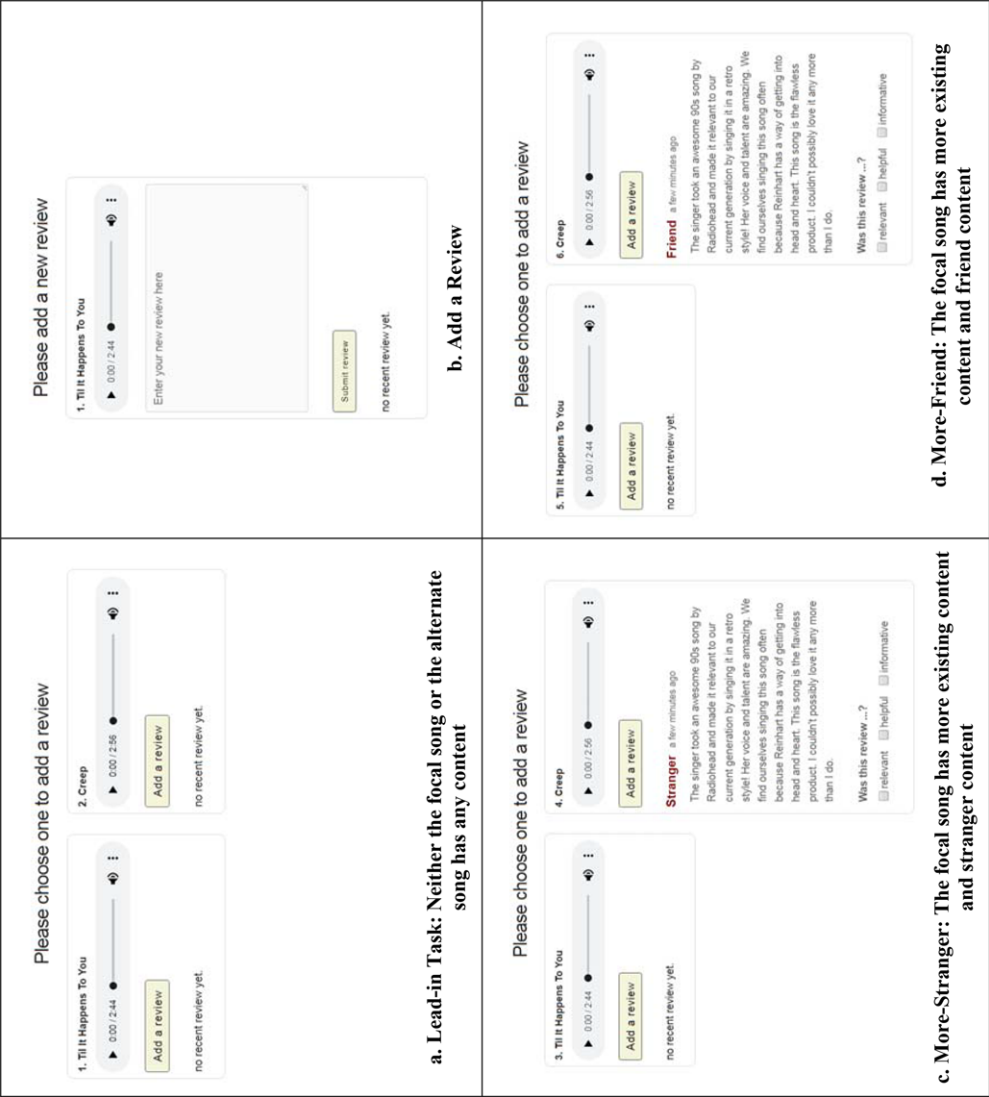 Please choose one to add a review
1. Til It Happens To You
0:00 / 2:44
Add a review
no recent review yet.
2. Creep
0:00 / 2:56
Add a review
no recent review yet.
a. Lead-in Task: Neither the focal song or the alternate
song has any content
Please add a new review
1. Til It Happens To You
0:00 / 2:44
Enter your new review here
Submit review
no recent review yet.
b. Add a Review
Please choose one to add a review
3. Til It Happens To You
0:00 / 2:44
Add a review
no recent review yet.
4. Creep
0:00 / 2:56
Add a review
Stranger a few minutes ago
The singer took an awesome 90s song by
Radiohead and made it relevant to our
current generation by singing it in a retro
style! Her voice and talent are amazing. We
find ourselves singing this song often
because Reinhart has a way of getting into
head and heart. This song is the flawless
product. I couldn't possibly love it any more
than I do.
Was this review ...?
relevant helpful informative
c. More-Stranger: The focal song has more existing content
and stranger content
Please choose one to add a review
5. Til It Happens To You
0:00 / 2:44
Add a review
no recent review yet.
6. Creep
0:00 / 2:56
Add a review
Friend a few minutes ago
The singer took an awesome 90s song by
Radiohead and made it relevant to our
current generation by singing it in a retro
style! Her voice and talent are amazing. We
find ourselves singing this song often
because Reinhart has a way of getting into
head and heart. This song is the flawless
product. I couldn't possibly love it any more
than I do.
Was this review ...?
relevant helpful informative
d. More-Friend: The focal song has more existing
content and friend content